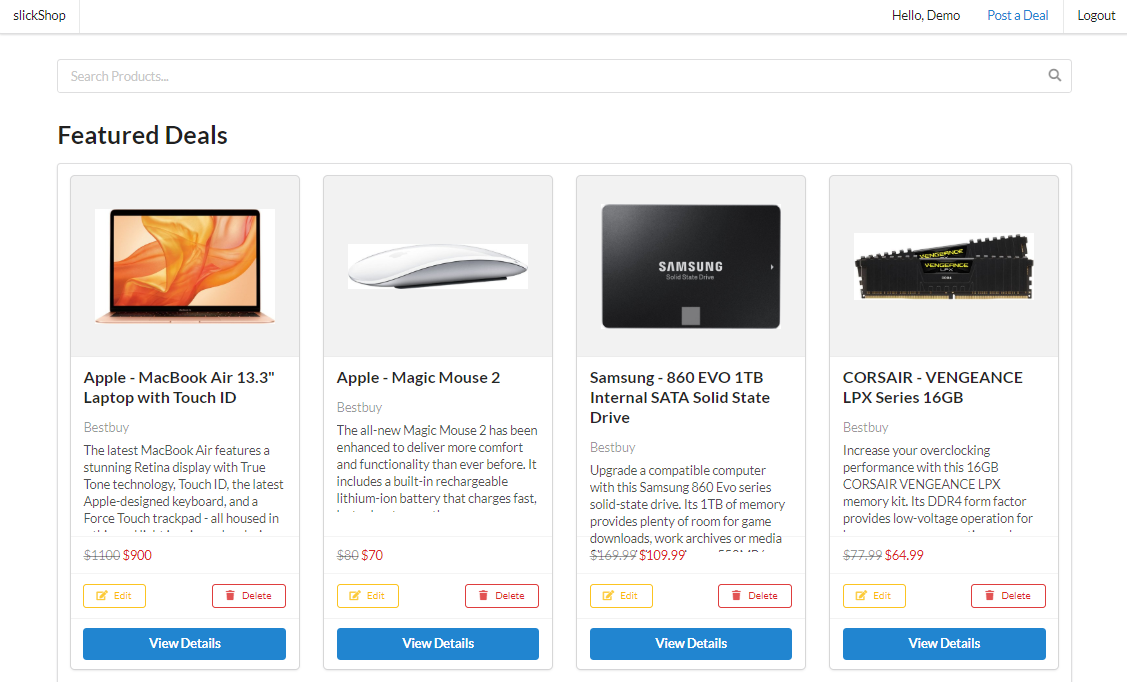 slickShop
Hello, Demo
Post a Deal
Logout
Search Products...
Featured Deals
SAMSUNG
Solid State Drive
VENGEANCE
VENGEANCE
LPX
Apple - MacBook Air 13.3"
Laptop with Touch ID
Bestbuy
The latest MacBook Air features a
stunning Retina display with True
Tone technology, Touch ID, the latest
Apple-designed keyboard, and a
Force Touch trackpad - all housed in
$1100 $900
Edit
Delete
View Details
Apple - Magic Mouse 2
Bestbuy
The all-new Magic Mouse 2 has been
enhanced to deliver more comfort
and functionality than ever before. It
includes a built-in rechargeable
lithium-ion battery that charges fast,
$80 $70
Edit
Delete
View Details
Samsung - 860 EVO 1TB
Internal SATA Solid State
Drive
Bestbuy
Upgrade a compatible computer
with this Samsung 860 Evo series
solid-state drive. Its 1TB of memory
provides plenty of room for game
downloads, work archives or media
$169.99 $109.99
Edit
Delete
View Details
CORSAIR - VENGEANCE
LPX Series 16GB
Bestbuy
Increase your overclocking
performance with this 16GB
CORSAIR VENGEANCE LPX
memory kit. Its DDR4 form factor
provides low-voltage operation for
$77.99 $64.99
Edit
Delete
View Details